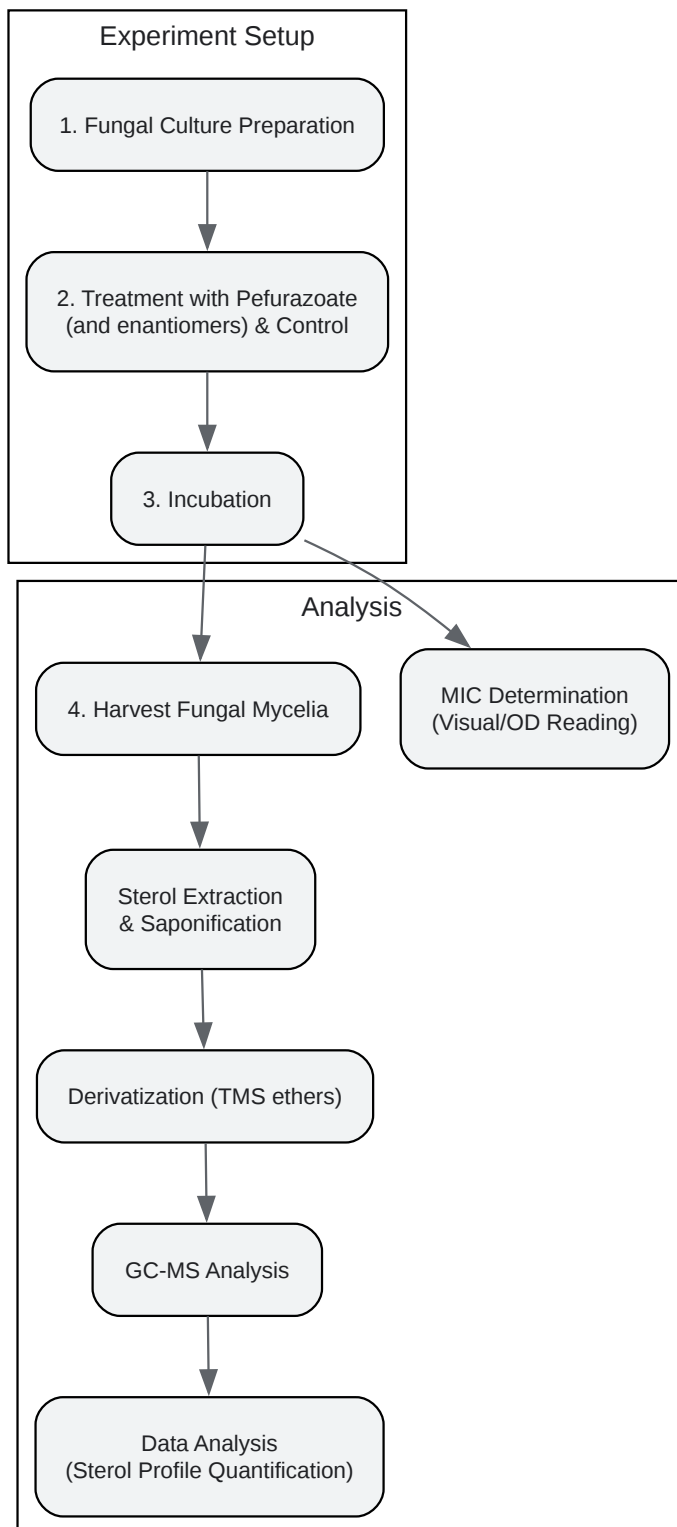 Experiment Setup
1. Fungal Culture Preparation
2. Treatment with Pefurazoate
(and enantiomers) & Control
3. Incubation
Analysis
4. Harvest Fungal Mycelia
MIC Determination
(Visual/OD Reading)
Sterol Extraction
& Saponification
Derivatization (TMS ethers)
GC-MS Analysis
Data Analysis
(Sterol Profile Quantification)